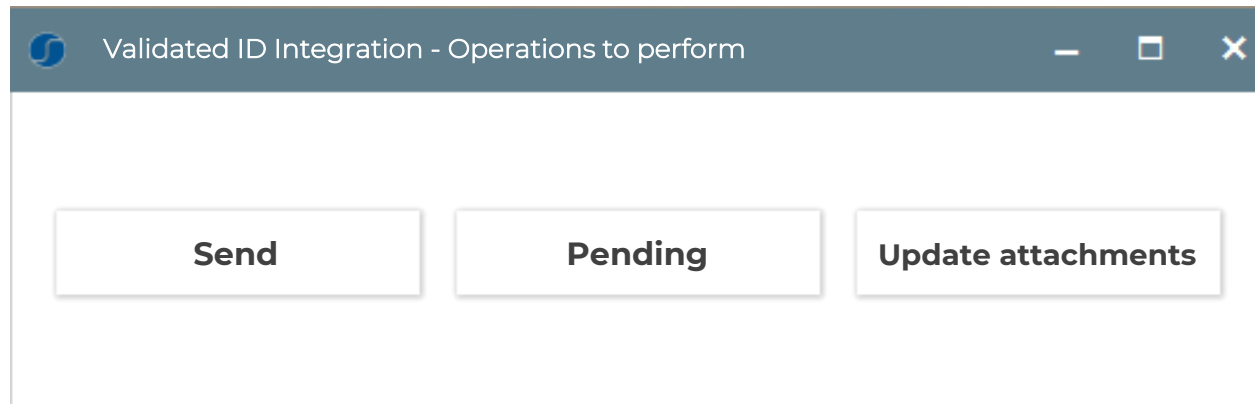 Validated ID Integration - Operations to perform
Send
Pending
Update attachments